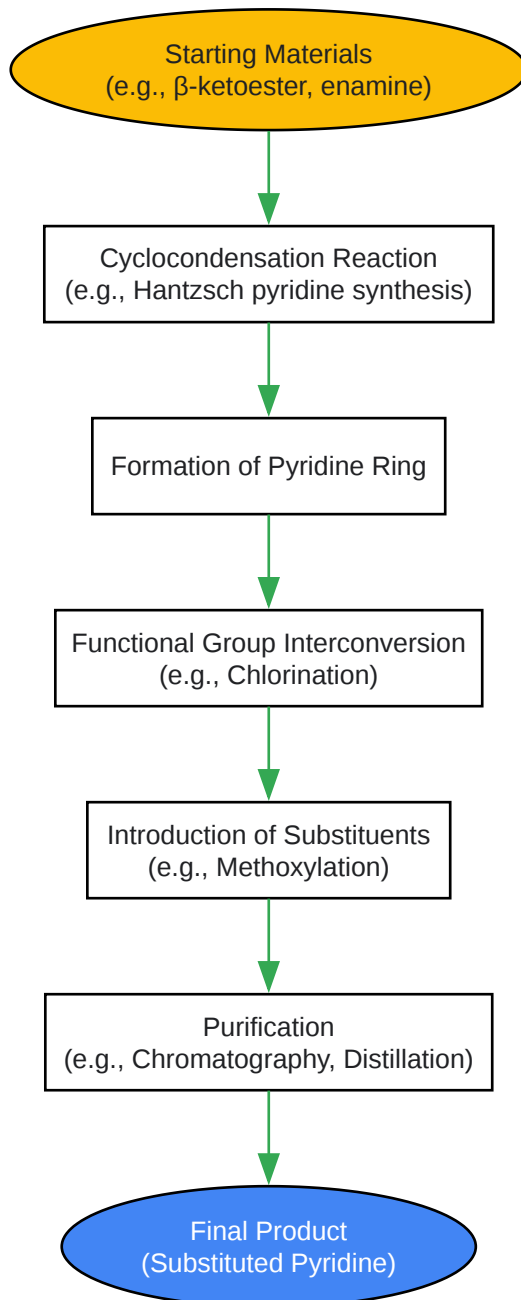 Starting Materials
(e.g., β-ketoester, enamine)
Cyclocondensation Reaction
(e.g., Hantzsch pyridine synthesis)
Formation of Pyridine Ring
Functional Group Interconversion
(e.g., Chlorination)
Introduction of Substituents
(e.g., Methoxylation)
Purification
(e.g., Chromatography, Distillation)
Final Product
(Substituted Pyridine)